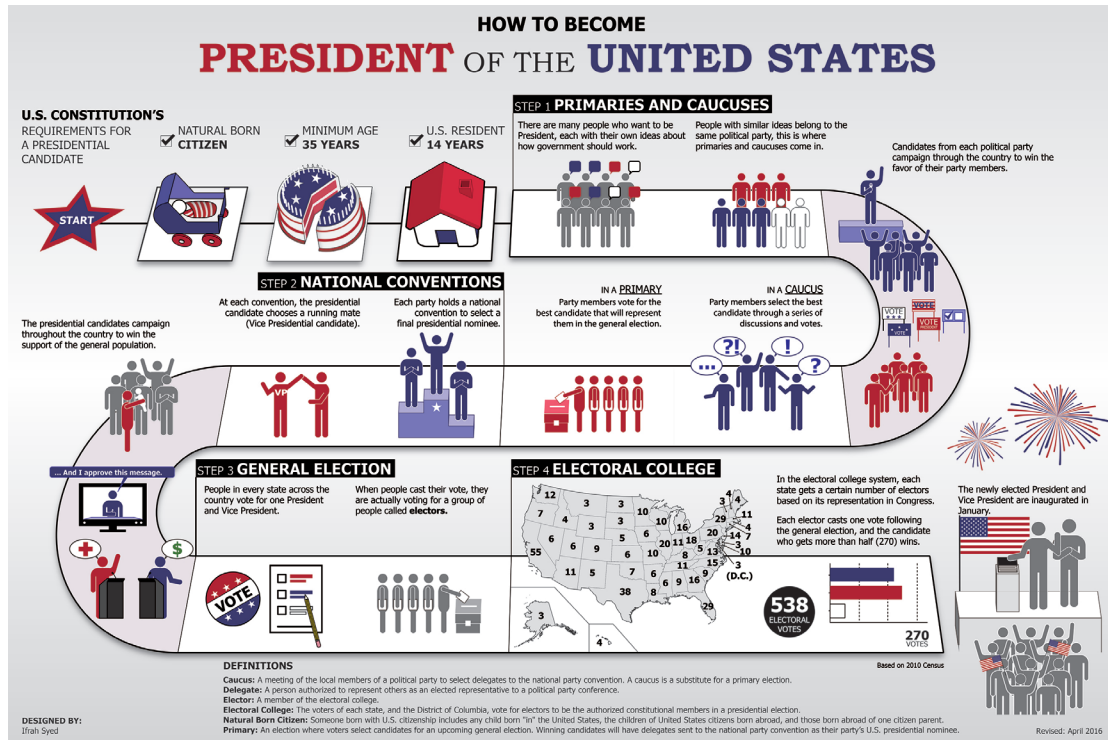 HOW TO BECOME
PRESIDENT OF THE UNITED STATES
U.S. CONSTITUTION'S
REQUIREMENTS FOR
A PRESIDENTIAL
CANDIDATE
START
NATURAL BORN
CITIZEN
MINIMUM AGE
35 YEARS
U.S. RESIDENT
14 YEARS
STEP 1 PRIMARIES AND CAUCUSES
There are many people who want to be
President, each with their own ideas about
how government should work.
People with similar ideas belong to the
same political party, this is where
primaries and caucuses come in.
Candidates from each political party
campaign through the country to win the
favor of their party members.
VOTE
VOTE
VOTE
VOTE
PRESIDENT
IN A PRIMARY
Party members vote for the
best candidate that will represent
them in the general election.
IN A CAUCUS
Party members select the best
candidate through a series of
discussions and votes.
?!
!
...
?
STEP 2 NATIONAL CONVENTIONS
At each convention, the presidential
candidate chooses a running mate
(Vice Presidential candidate).
Each party holds a national
convention to select a
final presidential nominee.
VP
The presidential candidates campaign
throughout the country to win the
support of the general population.
... And I approve this message.
+
$
STEP 3 GENERAL ELECTION
People in every state across the
country vote for one President
and Vice President.
When people cast their vote, they
are actually voting for a group of
people called electors.
VOTE
STEP 4 ELECTORAL COLLEGE
12
3
3
10
4
3
4
7
4
3
3
10
16
29
11
4
6
6
9
5
6
6
10
20
11
18
20
14
7
3
55
8
5
13
10
3
(D.C.)
11
5
7
6
11
15
9
38
8
6
9
16
29
3
4
In the electoral college system, each
state gets a certain number of electors
based on its representation in Congress.
Each elector casts one vote following
the general election, and the candidate
who gets more than half (270) wins.
538
ELECTORAL
VOTES
270
VOTES
Based on 2010 Census
The newly elected President and
Vice President are inaugurated in
January.
DEFINITIONS
Caucus: A meeting of the local members of a political party to select delegates to the national party convention. A caucus is a substitute for a primary election.
Delegate: A person authorized to represent others as an elected representative to a political party conference.
Elector: A member of the electoral college.
Electoral College: The voters of each state, and the District of Columbia, vote for electors to be the authorized constitutional members in a presidential election.
Natural Born Citizen: Someone born with U.S. citizenship includes any child born "in" the United States, the children of United States citizens born abroad, and those born abroad of one citizen parent.
Primary: An election where voters select candidates for an upcoming general election. Winning candidates will have delegates sent to the national party convention as their party's U.S. presidential nominee.
DESIGNED BY:
Ifrah Syed
Revised: April 2016